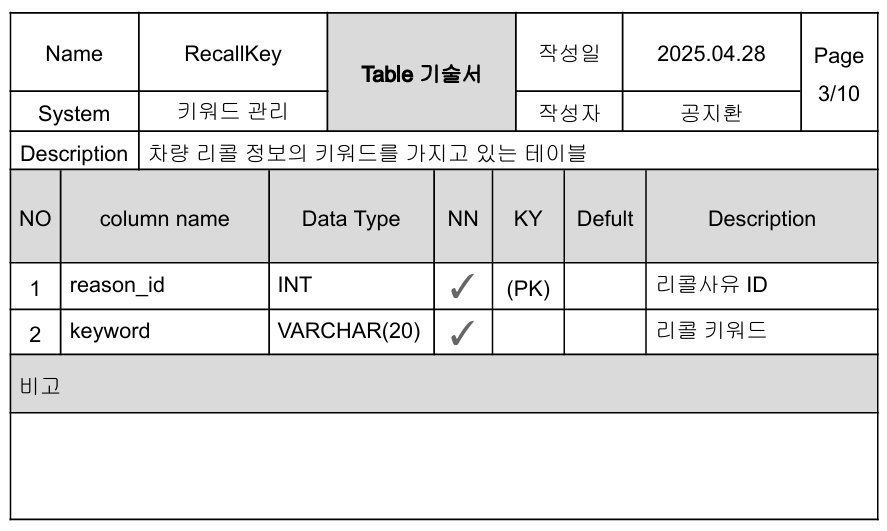 Name RecallKey Table 기술서 작성일 2025.04.28 Page
3/10
System 키워드 관리 작성자 공지환
Description 차량 리콜 정보의 키워드를 가지고 있는 테이블
NO column name Data Type NN KY Defult Description
1 reason_id INT ✓ (PK) 리콜사유 ID
2 keyword VARCHAR(20) ✓ 리콜 키워드
비고